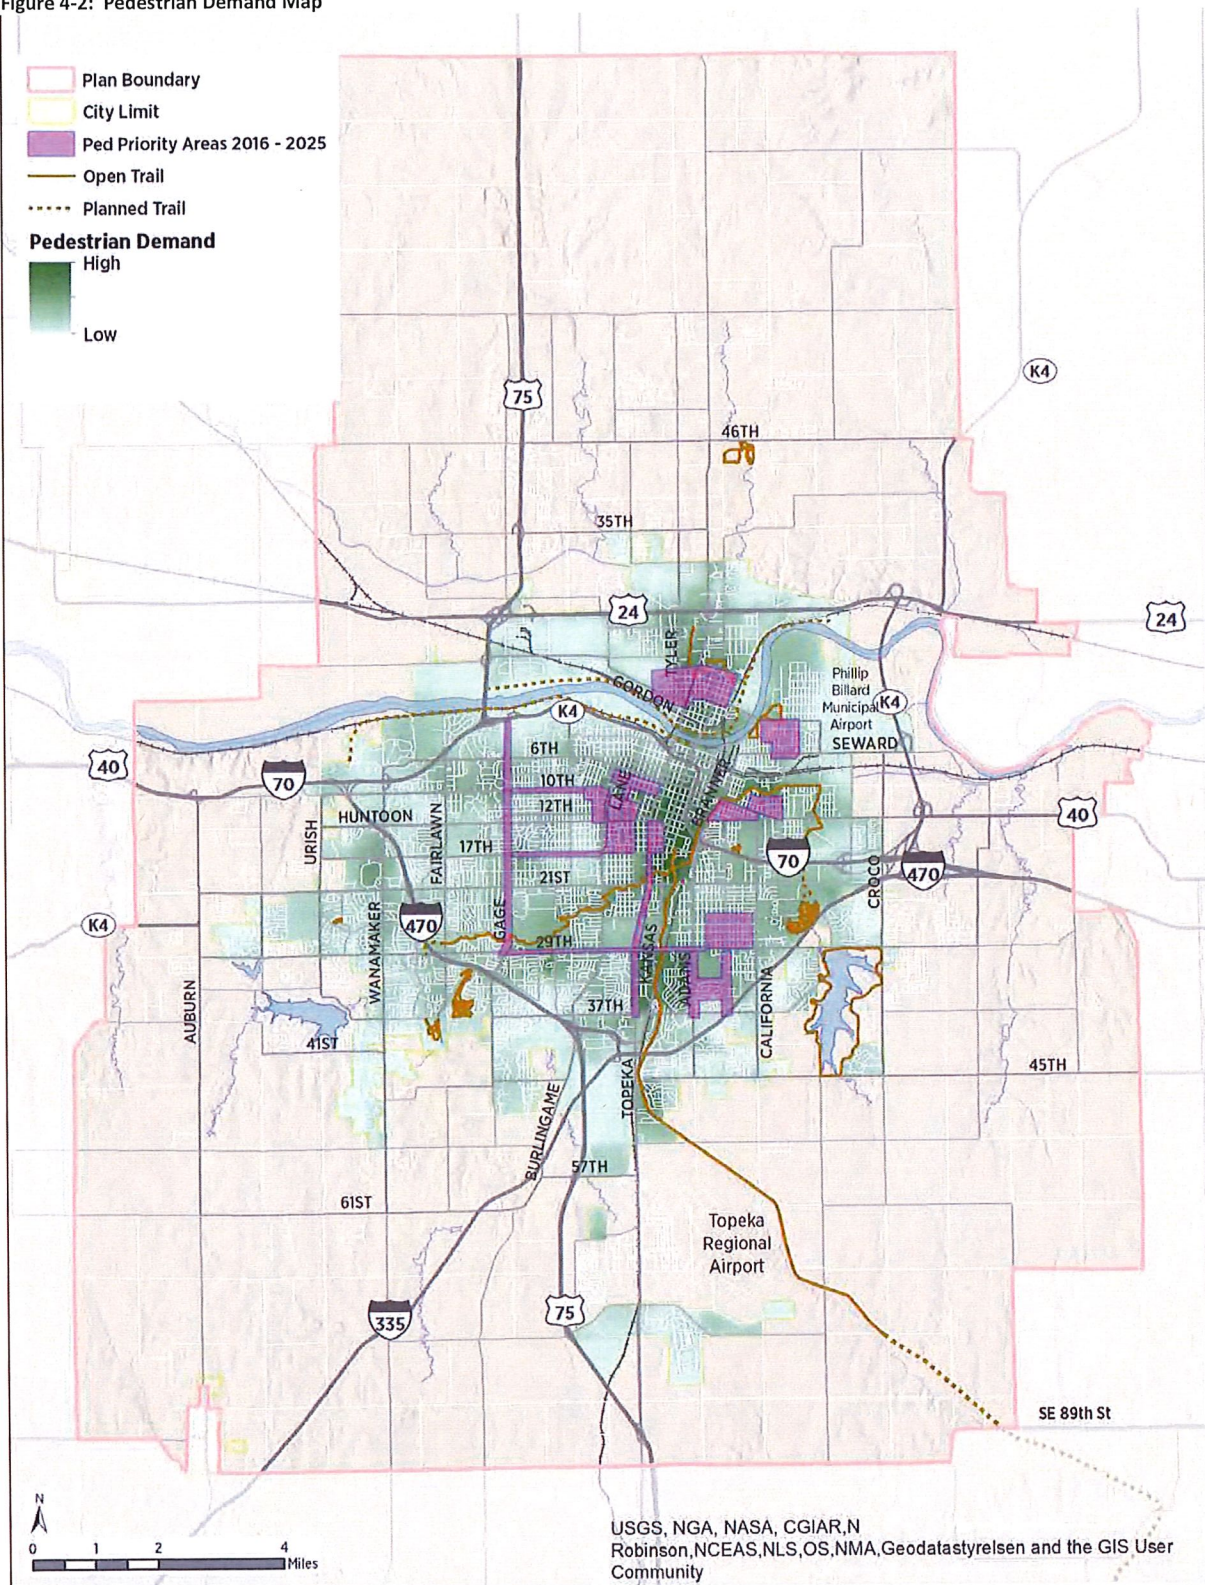 Figure 4-2: Pedestrian Demand Map
Plan Boundary
City Limit
Ped Priority Areas 2016 - 2025
Open Trail
Planned Trail
Pedestrian Demand
High
Low
75
K4
46TH
35TH
24
24
TYLER
GORDON
Phillip
Billard
Municipal
Airport
K4
K4
SEWARD
6TH
40
70
10TH
LANE
BRANNER
12TH
HUNTOON
40
URISH
FAIRLAWN
17TH
70
470
21ST
CROCO
K4
470
GAGE
WANAMAKER
29TH
KANSAS
ADAMS
CALIFORNIA
AUBURN
37TH
41ST
45TH
TOPEKA
BURLINGAME
57TH
61ST
Topeka
Regional
Airport
335
75
SE 89th St
N
0 1 2 4
Miles
USGS, NGA, NASA, CGIAR,N
Robinson,NCEAS,NLS,OS,NMA,Geodatastyrelsen and the GIS User
Community